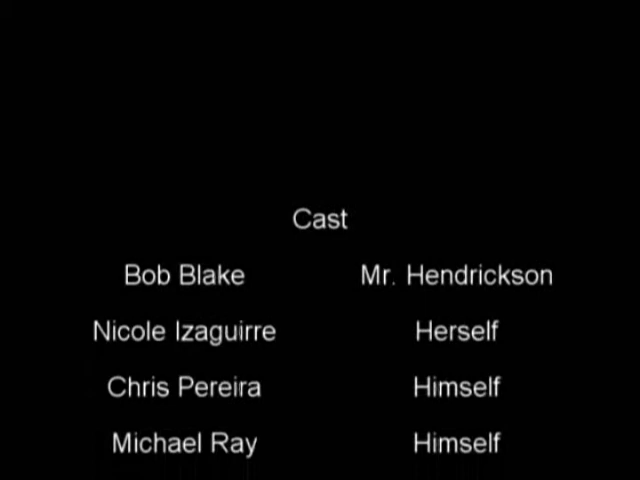 Cast
Bob Blake Mr. Hendrickson
Nicole Izaguirre Herself
Chris Pereira Himself
Michael Ray Himself